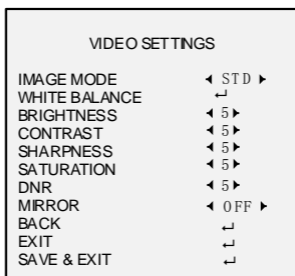 VIDEO SETTINGS
IMAGE MODE ◀ STD ▶
WHITE BALANCE ↵
BRIGHTNESS ◀ 5 ▶
CONTRAST ◀ 5 ▶
SHARPNESS ◀ 5 ▶
SATURATION ◀ 5 ▶
DNR ◀ 5 ▶
MIRROR ◀ OFF ▶
BACK ↵
EXIT ↵
SAVE & EXIT ↵